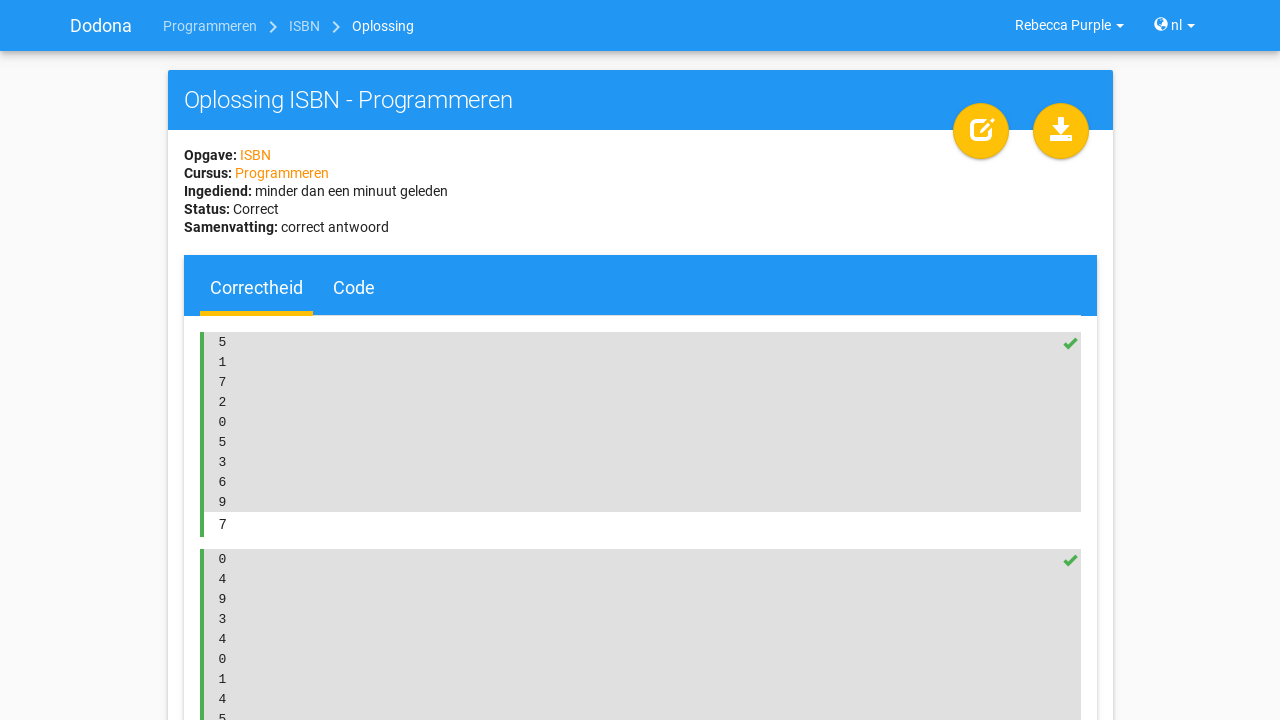 Dodona Programmeren ISBN Oplossing Rebecca Purple nl
Oplossing ISBN - Programmeren
Opgave: ISBN
Cursus: Programmeren
Ingediend: minder dan een minuut geleden
Status: Correct
Samenvatting: correct antwoord
Correctheid Code
5
1
7
2
0
5
3
6
9
7
0
4
9
3
4
0
1
4
5